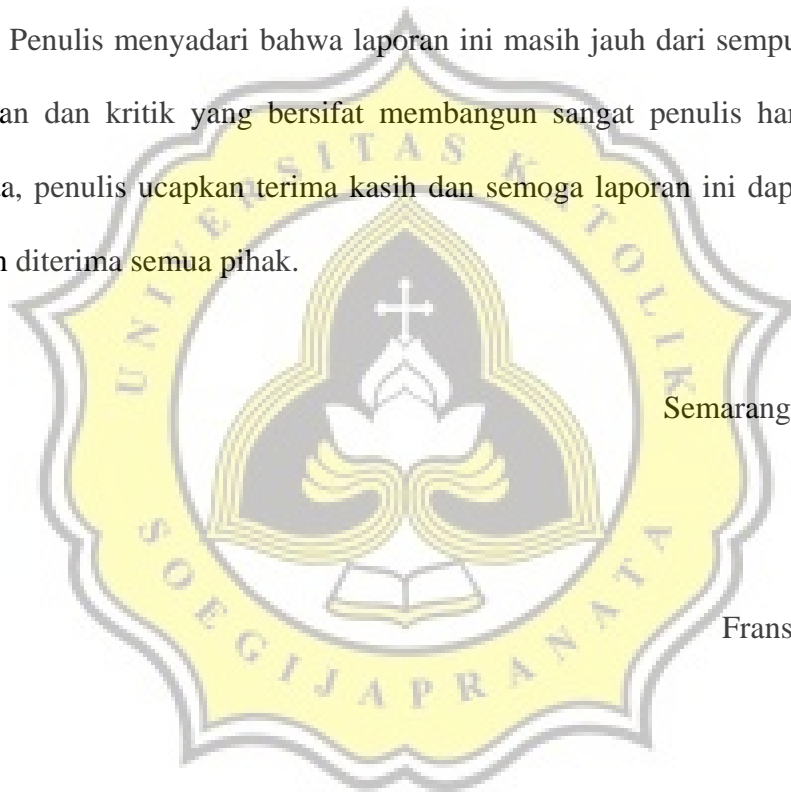 Penulis menyadari bahwa laporan ini masih jauh dari sempu
an dan kritik yang bersifat membangun sangat penulis har
a, penulis ucapkan terima kasih dan semoga laporan ini dap
n diterima semua pihak.
UNIVERSITAS KATOLIK
Semarang
Frans
SOEGIJAPRANATA